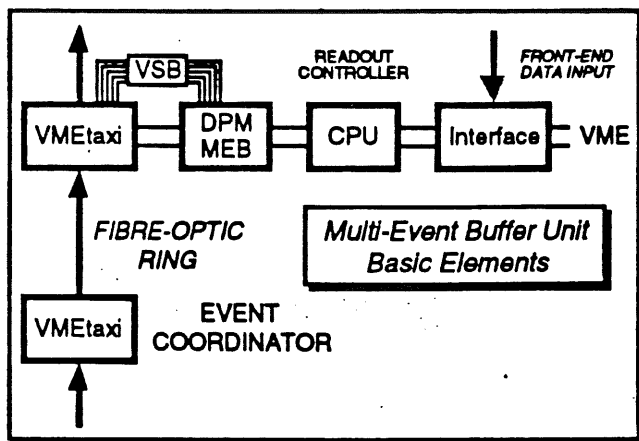 VSB
READOUT
CONTROLLER
FRONT-END
DATA INPUT
VMEtaxi
DPM
MEB
CPU
Interface
VME
FIBRE-OPTIC
RING
Multi-Event Buffer Unit
Basic Elements
VMEtaxi
EVENT
COORDINATOR